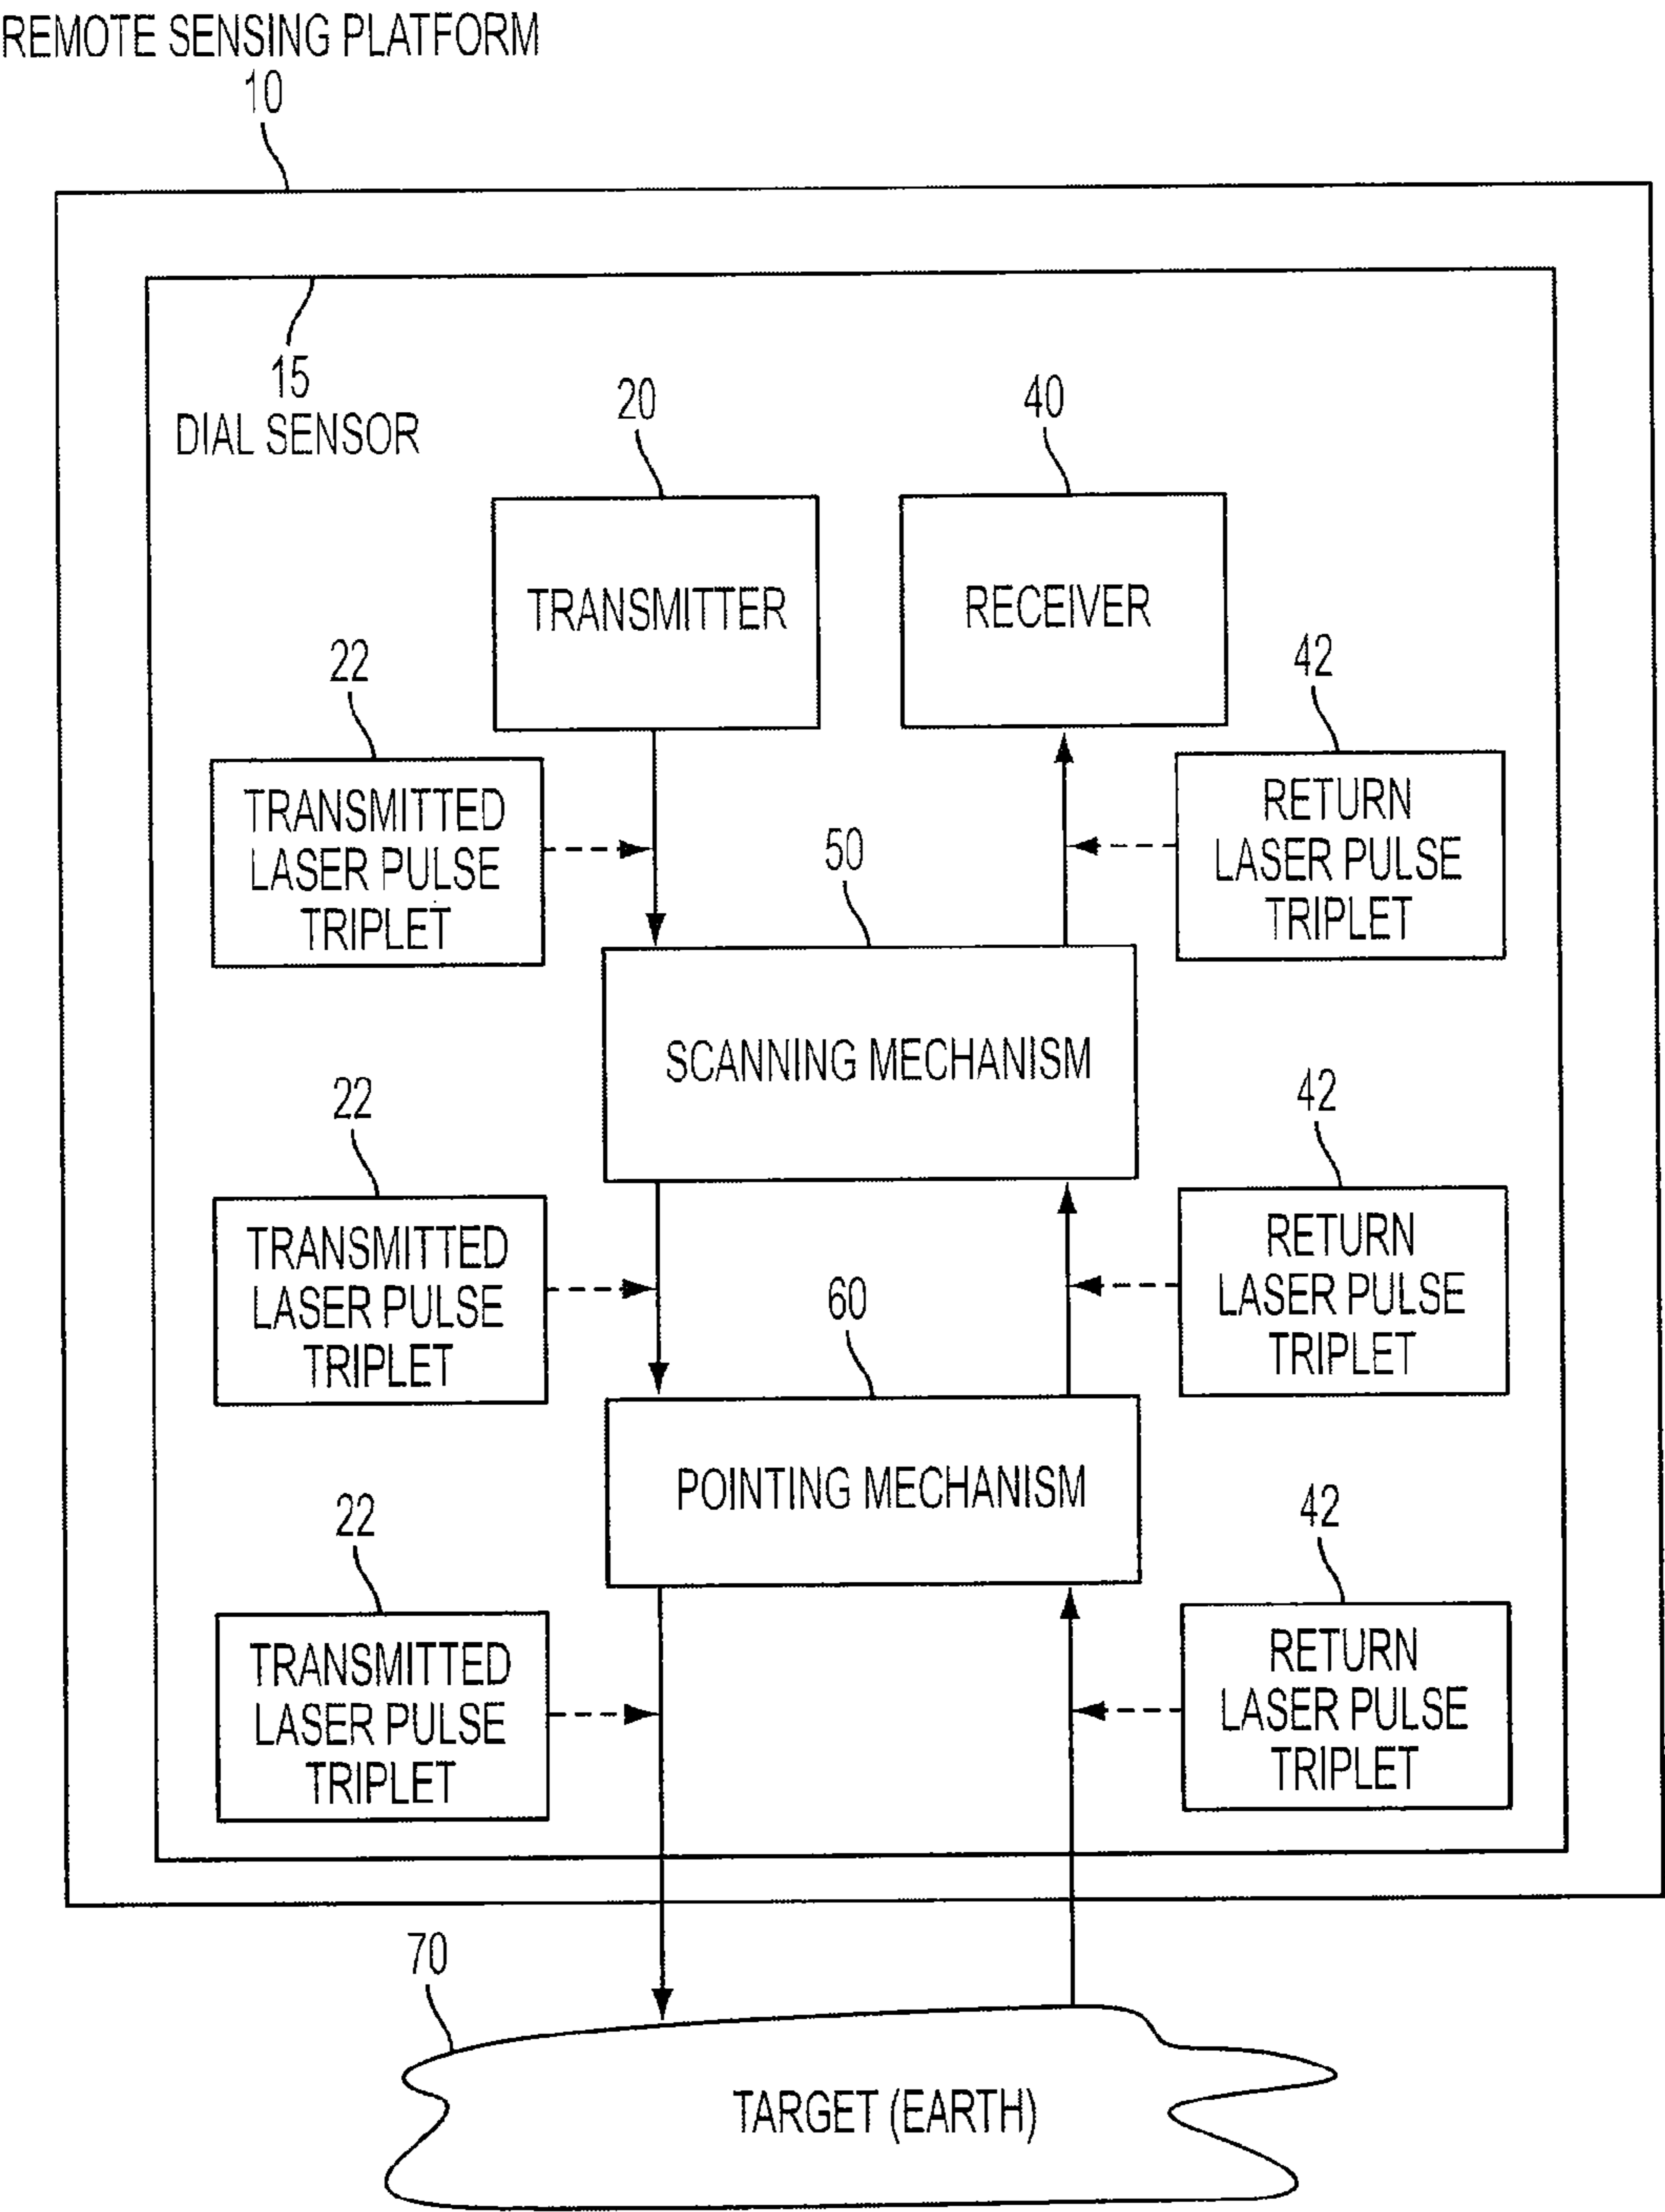 REMOTE SENSING PLATFORM
10
15
DIAL SENSOR
20
40
TRANSMITTER
RECEIVER
22
42
TRANSMITTED
LASER PULSE
TRIPLET
RETURN
LASER PULSE
TRIPLET
50
SCANNING MECHANISM
22
42
TRANSMITTED
LASER PULSE
TRIPLET
RETURN
LASER PULSE
TRIPLET
60
POINTING MECHANISM
22
42
TRANSMITTED
LASER PULSE
TRIPLET
RETURN
LASER PULSE
TRIPLET
70
TARGET (EARTH)